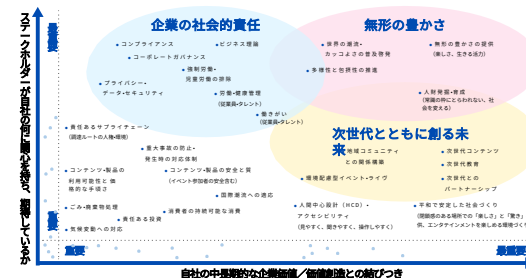 ステークホルダーが自社の何に関心を持ち、期待しているか
最重要
重要
企業の社会的責任
• コンプライアンス
• ビジネス倫理
• コーポレートガバナンス
• 強制労働・
児童労働の排除
• プライバシー・
データ・セキュリティ
• 労働・健康管理
(従業員・タレント)
• 働きがい
(従業員・タレント)
無形の豊かさ
• 世界の潮流・
カッコよさの普及啓発
• 無形の豊かさの提供
(楽しさ、生きる活力)
• 多様性と包摂性の推進
• 人財発掘・育成
(常識の枠にとらわれない、社
会を変える)
• 責任あるサプライチェーン
(調達ルートの人権・環境)
• 重大事故の防止・
発生時の対応体制
• コンテンツ・製品の
利用可能性と価
格的な手頃さ
• コンテンツ・製品の安全と質
(イベント参加者の安全含む)
• 国際潮流への適応
• ごみ・廃棄物処理
• 消費者の持続可能な消費
• 責任ある投資
• 気候変動への対応
次世代とともに創る未
来
地域コミュニティ
との関係構築
• 次世代コンテンツ
• 次世代教育
• 環境配慮型イベント・ライヴ
• 次世代との
パートナーシップ
• 人間中心設計（HCD）・
アクセシビリティ
(見やすく、聞きやすく、操作しやすく)
• 平和で安定した社会づくり
(閉塞感のある場所での「楽しさ」と「驚き」
供、エンタテインメントを楽しめる環境づく
重要
最重要
自社の中長期的な企業価値／価値創造との結びつき